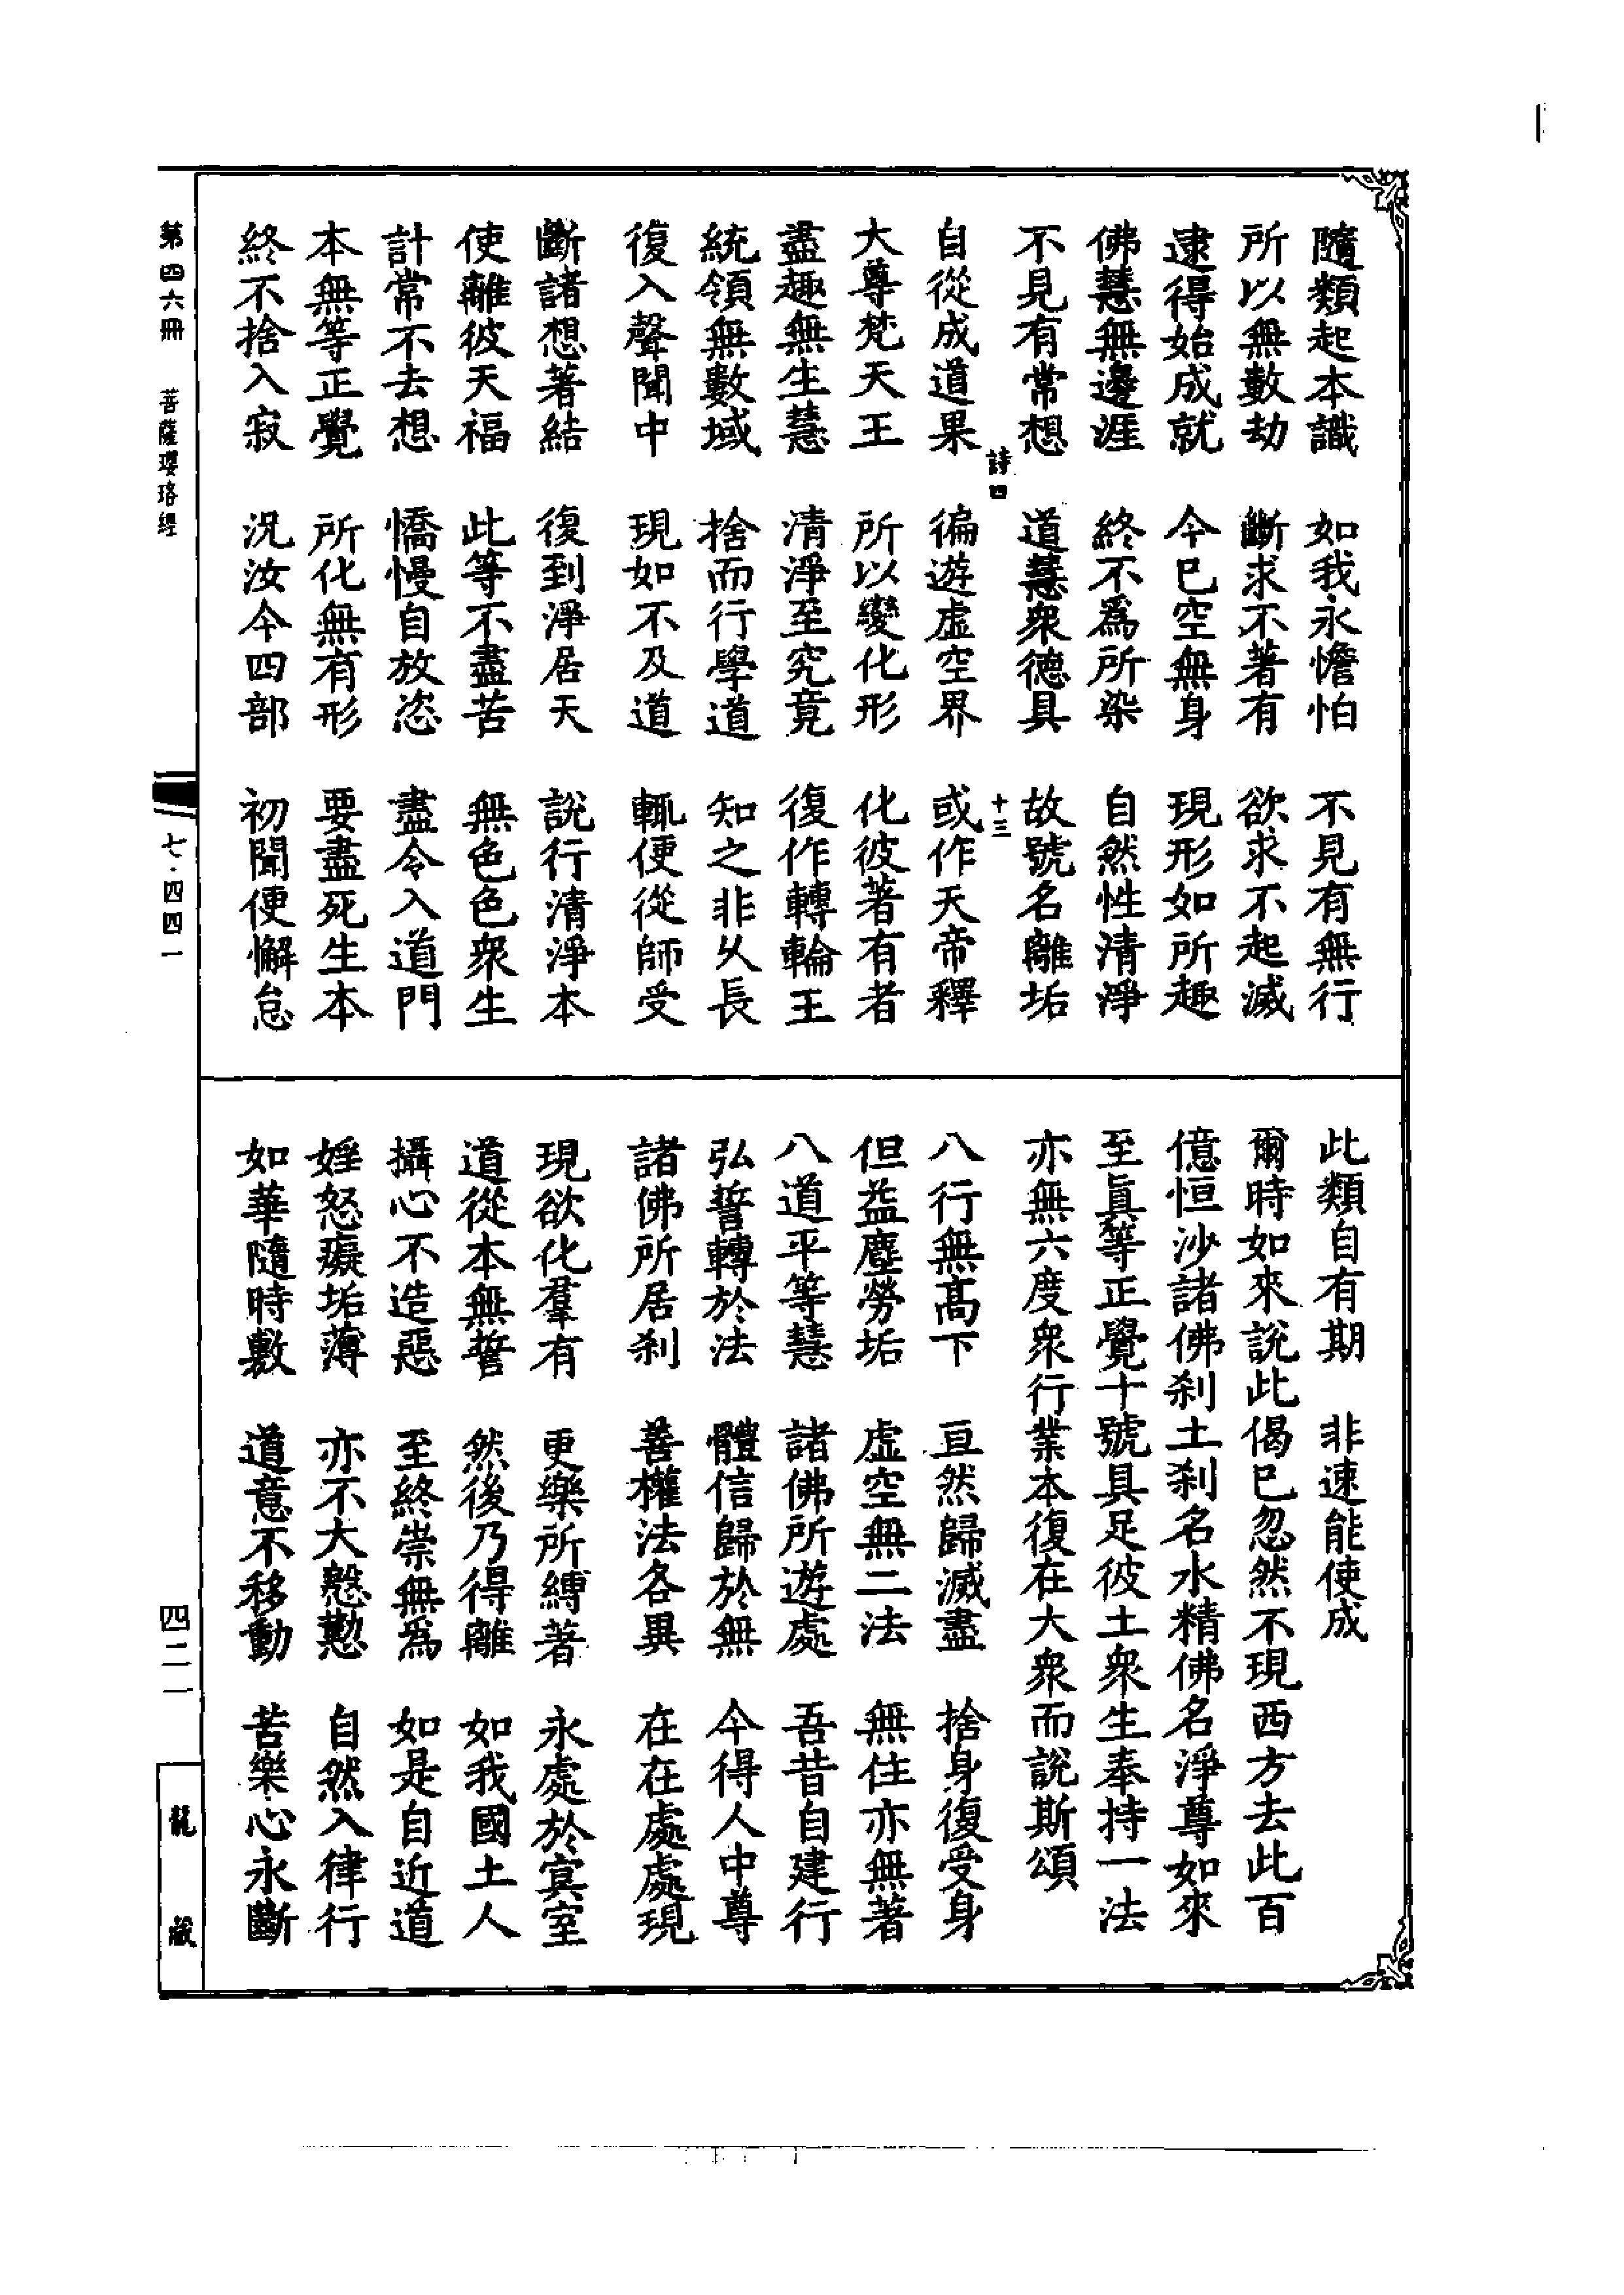 隨類起本識　如我永憺怕　不見有無行
所以無數劫　斷求不著有　欲求不起滅
逮得始成就　今已空無身　現形如所趣
佛慧無邊涯　終不為所染　自然性清淨
不見有常想　道慧衆德具　故號名離垢
詩四　十三
自從成道果　徧遊虛空界　或作天帝釋
大尊梵天王　所以變化形　化彼著有者
盡趣無生慧　清淨至究竟　復作轉輪王
統領無數域　捨而行學道　知之非久長
復入聲聞中　現如不及道　輒便從師受
斷諸想著結　復到淨居天　說行清淨本
使離彼天福　此等不盡苦　無色色衆生
計常不去想　憍慢自放恣　盡令入道門
本無等正覺　所化無有形　要盡死生本
終不捨入寂　況汝今四部　初聞便懈怠
此類自有期　非速能使成
爾時如來說此偈已忽然不現西方去此百
億恒沙諸佛刹土刹名水精佛名淨尊如來
至眞等正覺十號具足彼土衆生奉持一法
亦無六度衆行業本復在大衆而說斯頌
八行無高下　亘然歸滅盡　捨身復受身
但益塵勞垢　虛空無二法　無住亦無著
八道平等慧　諸佛所遊處　吾昔自建行
弘誓轉於法　體信歸於無　今得人中尊
諸佛所居刹　善權法各異　在在處處現
現欲化羣有　更樂所縛著　永處於寘室
道從本無誓　然後乃得離　如我國土人
攝心不造惡　至終崇無爲　如是自近道
婬怒癡垢薄　亦不大慇懃　自然入律行
如華隨時敷　道意不移動　苦樂心永斷
第四六冊　菩薩瓔珞經　七·四四一　四二一　龍藏